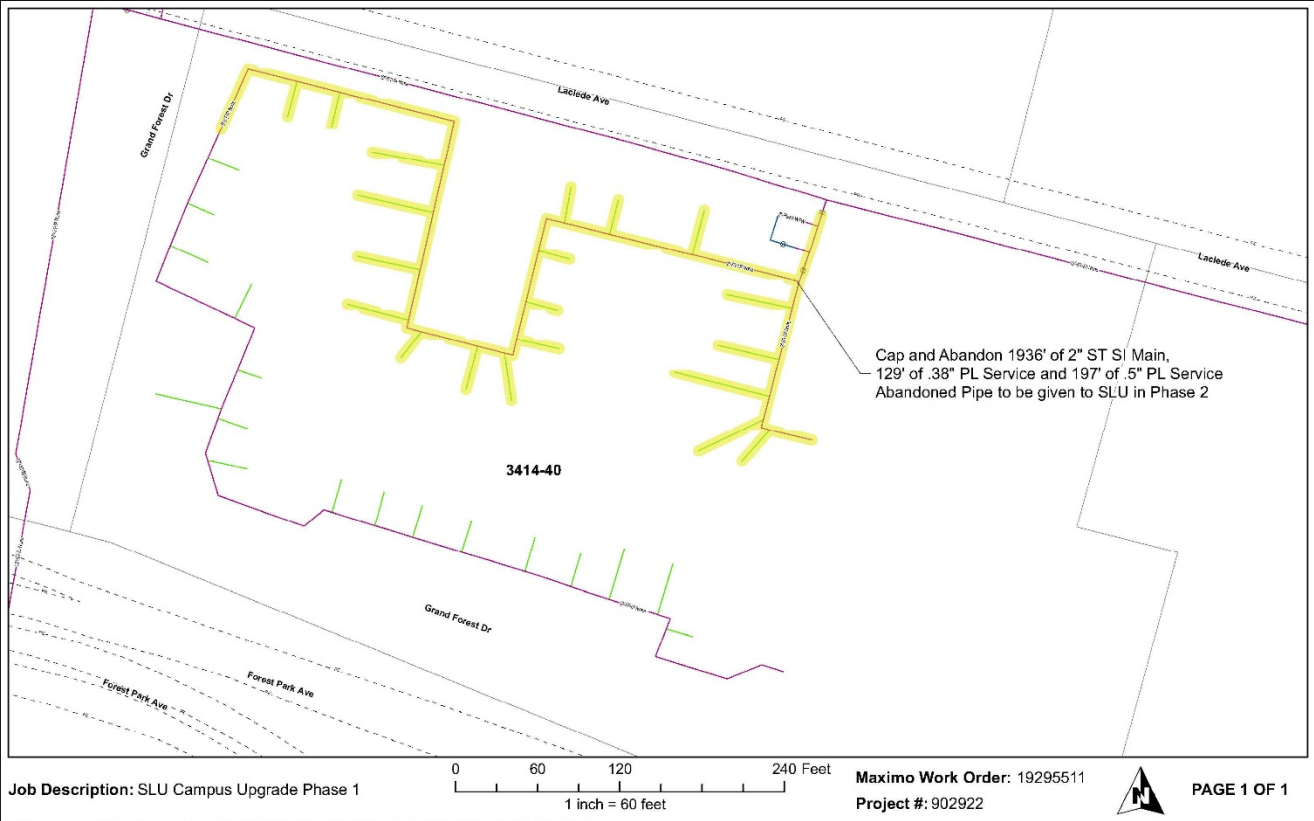 Laclede Ave
Grand Forest Dr
Laclede Ave
Cap and Abandon 1936' of 2" ST SI Main,
129' of .38" PL Service and 197' of .5" PL Service
Abandoned Pipe to be given to SLU in Phase 2
3414-40
Grand Forest Dr
Forest Park Ave
Forest Park Ave
0 60 120 240 Feet
1 inch = 60 feet
Job Description: SLU Campus Upgrade Phase 1
Maximo Work Order: 19295511
Project #: 902922
N
PAGE 1 OF 1